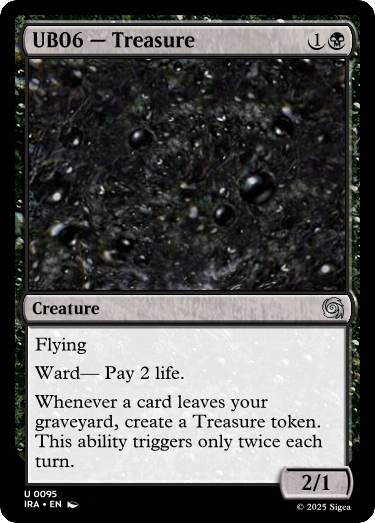 UB06 — Treasure 1
Creature
Flying
Ward— Pay 2 life.
Whenever a card leaves your
graveyard, create a Treasure token.
This ability triggers only twice each
turn.
2/1
U 0095
IRA • EN
© 2025 Sigea